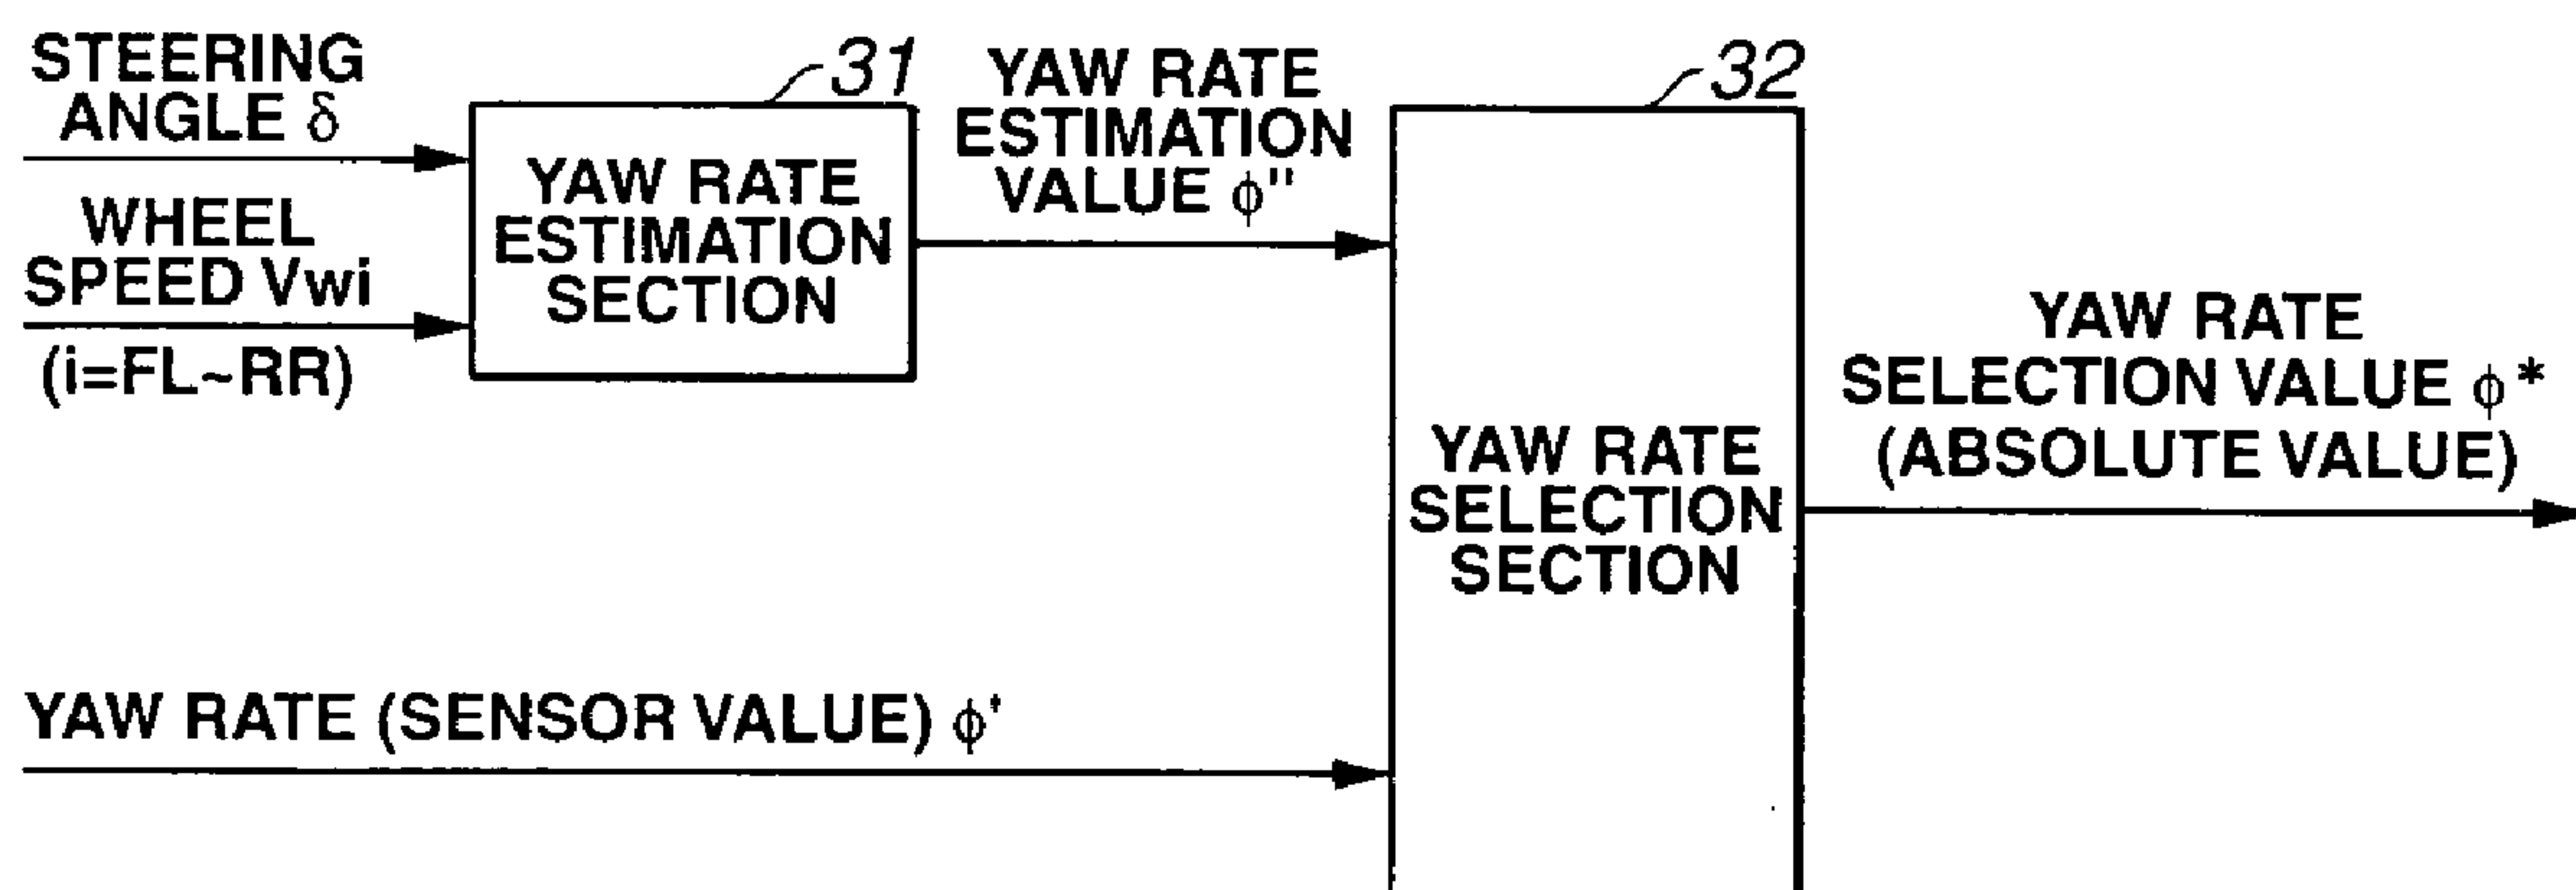 STEERING
ANGLE δ
WHEEL
SPEED Vwi
(i=FL~RR)
31
YAW RATE
ESTIMATION
SECTION
YAW RATE
ESTIMATION
VALUE ϕ"
32
YAW RATE
SELECTION
SECTION
YAW RATE
SELECTION VALUE ϕ*
(ABSOLUTE VALUE)
YAW RATE (SENSOR VALUE) ϕ'